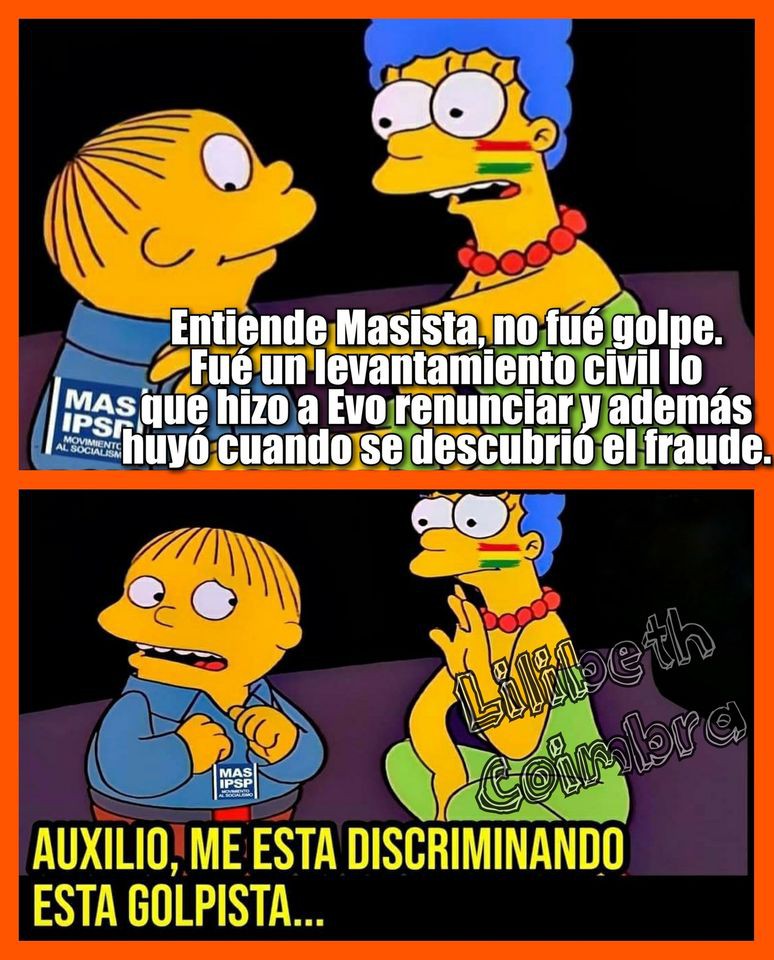 Entiende Masista, no fué golpe.
Fué un levantamiento civil lo
que hizo a Evo renunciar y además
huyó cuando se descubrió el fraude.
MAS
IPSP
MOVIMIENTO
AL SOCIALISM
Lilibeth
Coimbra
MAS
IPSP
MOVIMIENTO
AL SOCIALISMO
AUXILIO, ME ESTA DISCRIMINANDO
ESTA GOLPISTA...